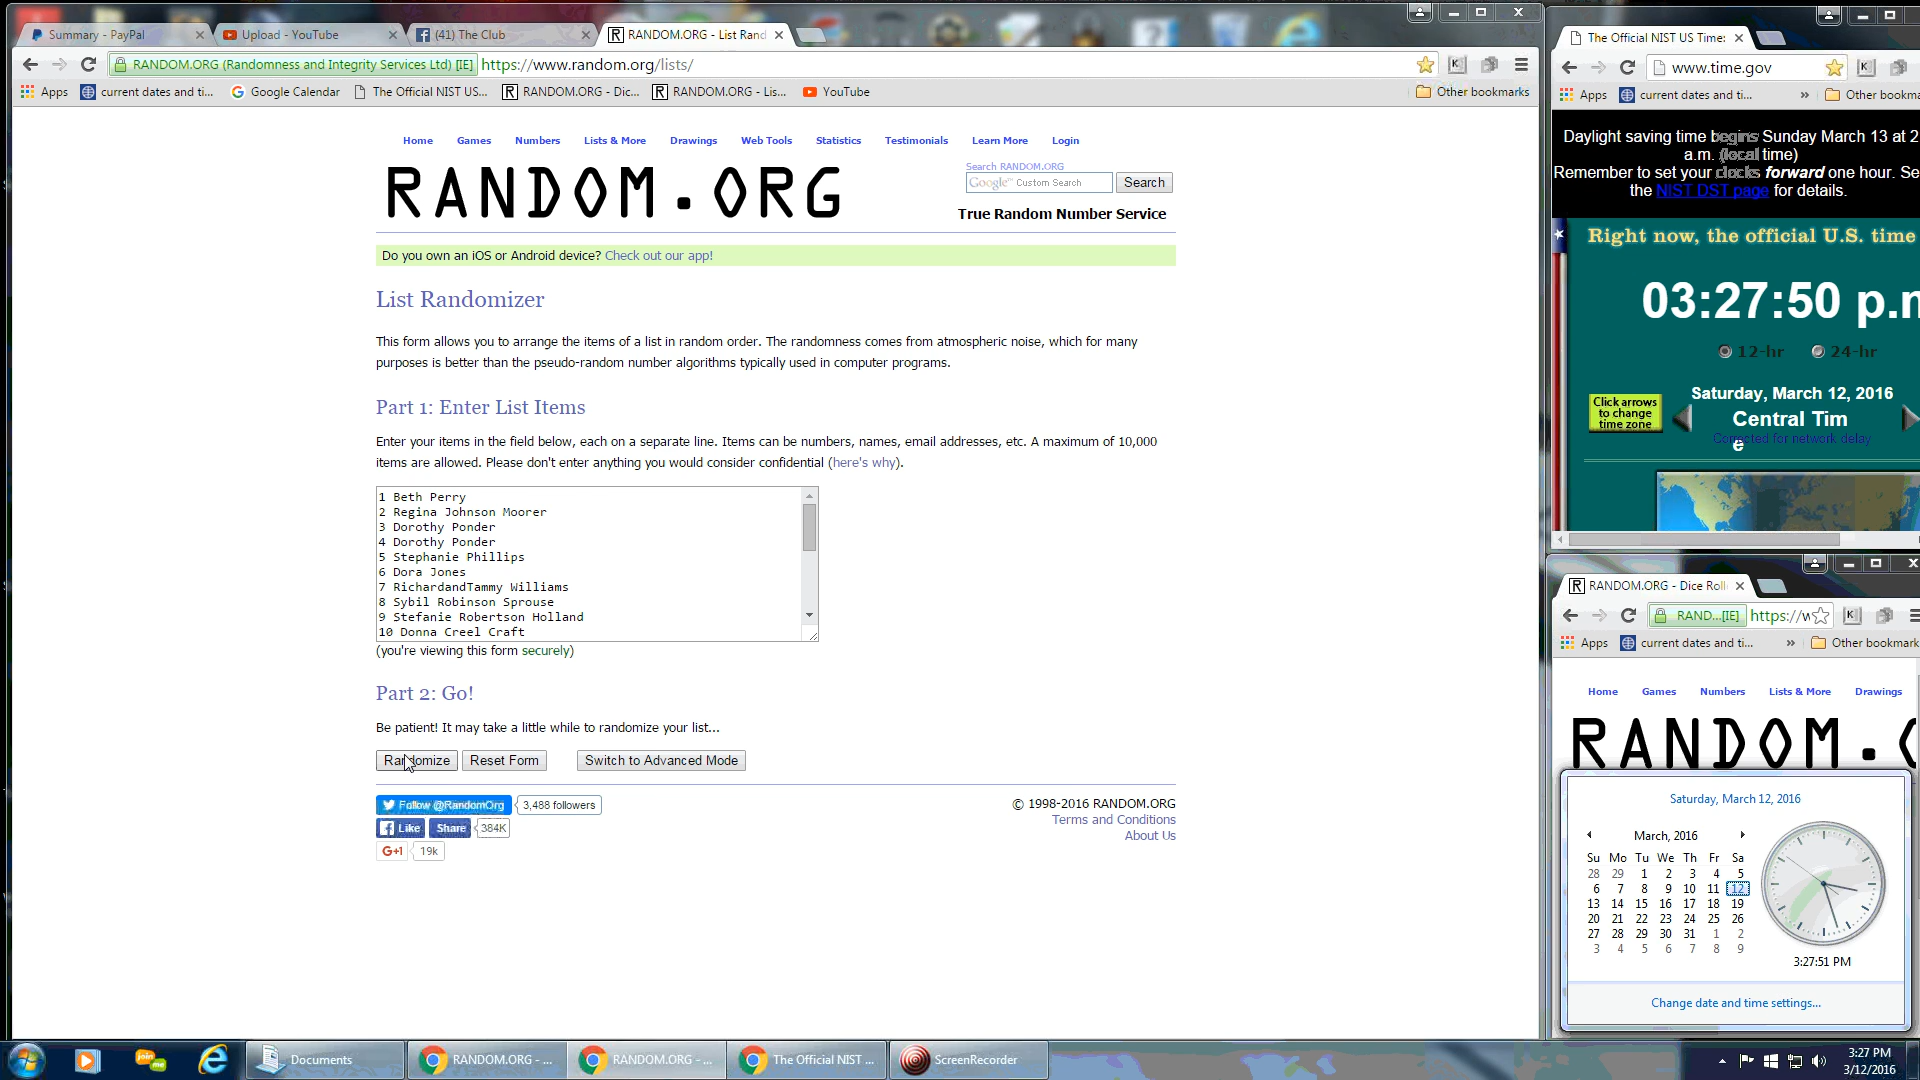 Summary - PayPal
Upload - YouTube
(41) The Club
RANDOM.ORG - List Rand
RANDOM.ORG (Randomness and Integrity Services Ltd) [IE]
https://www.random.org/lists/
Apps
current dates and ti...
Google Calendar
The Official NIST US...
RANDOM.ORG - Dic...
RANDOM.ORG - Lis...
YouTube
Other bookmarks
Home
Games
Numbers
Lists & More
Drawings
Web Tools
Statistics
Testimonials
Learn More
Login
RANDOM.ORG
Search RANDOM.ORG
Google™ Custom Search
Search
True Random Number Service
Do you own an iOS or Android device? Check out our app!
List Randomizer
This form allows you to arrange the items of a list in random order. The randomness comes from atmospheric noise, which for many
purposes is better than the pseudo-random number algorithms typically used in computer programs.
Part 1: Enter List Items
Enter your items in the field below, each on a separate line. Items can be numbers, names, email addresses, etc. A maximum of 10,000
items are allowed. Please don't enter anything you would consider confidential (here's why).
1 Beth Perry
2 Regina Johnson Moorer
3 Dorothy Ponder
4 Dorothy Ponder
5 Stephanie Phillips
6 Dora Jones
7 RichardandTammy Williams
8 Sybil Robinson Sprouse
9 Stefanie Robertson Holland
10 Donna Creel Craft
(you're viewing this form securely)
Part 2: Go!
Be patient! It may take a little while to randomize your list...
Randomize
Reset Form
Switch to Advanced Mode
Follow @RandomOrg
3,488 followers
Like
Share
384K
G+1
19k
© 1998-2016 RANDOM.ORG
Terms and Conditions
About Us
The Official NIST US Time:
www.time.gov
Apps
current dates and ti...
»
Other bookma
Daylight saving time begins Sunday March 13 at 2
a.m. (local time)
Remember to set your clocks forward one hour. Se
the NIST DST page for details.
Right now, the official U.S. time
03:27:50 p.m
12-hr
24-hr
Click arrows
to change
time zone
Saturday, March 12, 2016
Central Tim
e
Corrected for network delay
RANDOM.ORG - Dice Roll
RAND...[IE]
https://w
Apps
current dates and ti...
»
Other bookmark
Home
Games
Numbers
Lists & More
Drawings
RANDOM.
Saturday, March 12, 2016
March, 2016
Su Mo Tu We Th Fr Sa
28 29 1 2 3 4 5
6 7 8 9 10 11 12
13 14 15 16 17 18 19
20 21 22 23 24 25 26
27 28 29 30 31 1 2
3 4 5 6 7 8 9
3:27:51 PM
Change date and time settings...
join me
Documents
RANDOM.ORG - ...
RANDOM.ORG - ...
The Official NIST ...
ScreenRecorder
3:27 PM
3/12/2016